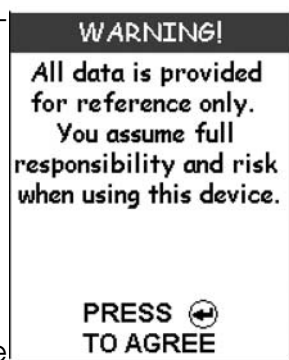 WARNING!
All data is provided
for reference only.
You assume full
responsibility and risk
when using this device.
PRESS
TO AGREE
e